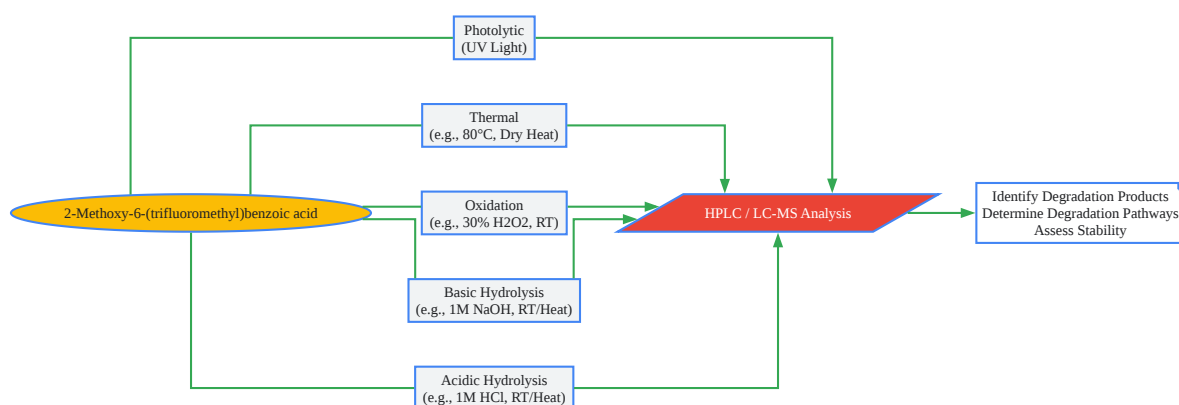 Photolytic
(UV Light)
Thermal
(e.g., 80°C, Dry Heat)
2-Methoxy-6-(trifluoromethyl)benzoic acid
Oxidation
(e.g., 30% H2O2, RT)
HPLC / LC-MS Analysis
Identify Degradation Products
Determine Degradation Pathways
Assess Stability
Basic Hydrolysis
(e.g., 1M NaOH, RT/Heat)
Acidic Hydrolysis
(e.g., 1M HCl, RT/Heat)